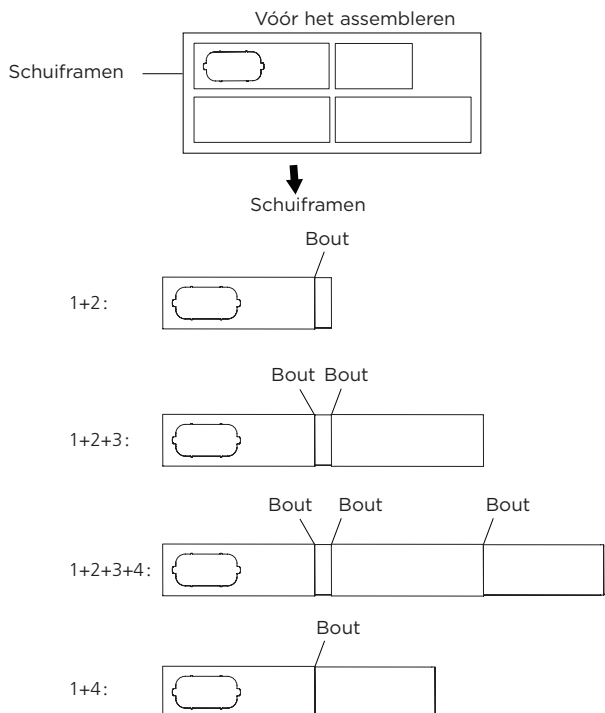 Vóór het assembleren
Schuiframen
Schuiframen
Bout
1+2:
Bout Bout
1+2+3:
Bout Bout Bout
1+2+3+4:
Bout
1+4: